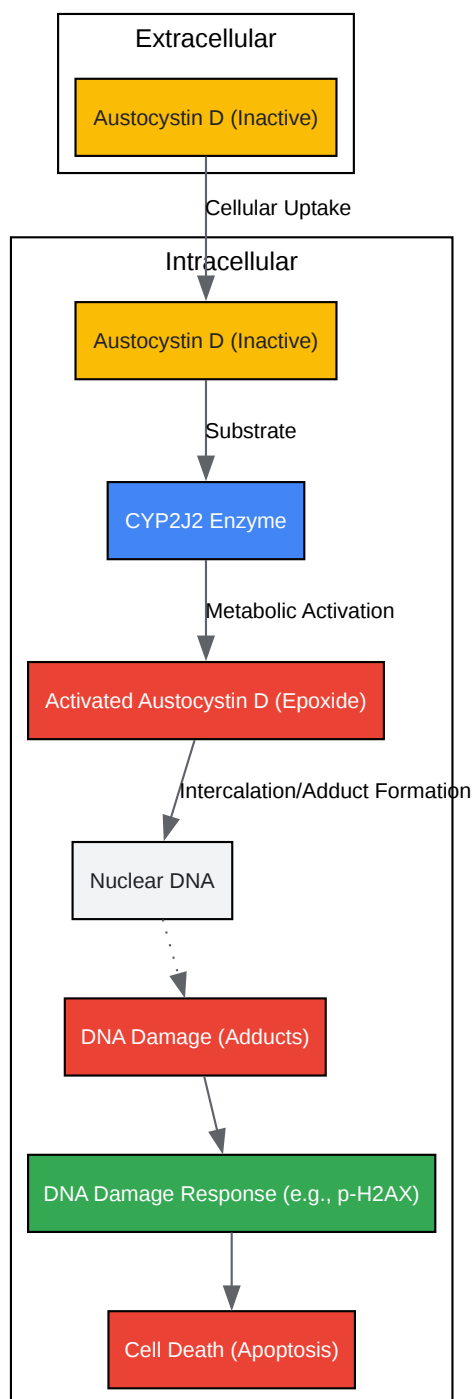 Extracellular
Austocystin D (Inactive)
Cellular Uptake
Intracellular
Austocystin D (Inactive)
Substrate
CYP2J2 Enzyme
Metabolic Activation
Activated Austocystin D (Epoxide)
Intercalation/Adduct Formation
Nuclear DNA
DNA Damage (Adducts)
DNA Damage Response (e.g., p-H2AX)
Cell Death (Apoptosis)